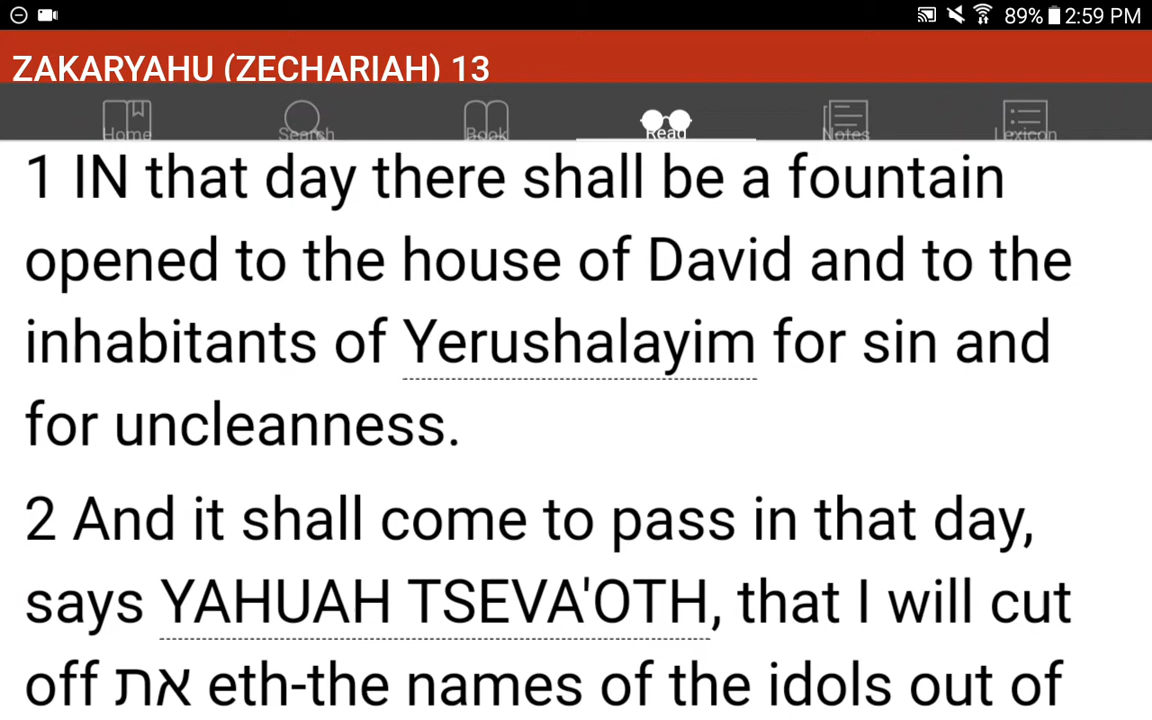 89% 2:59 PM
ZAKARYAHU (ZECHARIAH) 13
Home Search Book Read Notes Lexicon
1 IN that day there shall be a fountain
opened to the house of David and to the
inhabitants of Yerushalayim for sin and
for uncleanness.
2 And it shall come to pass in that day,
says YAHUAH TSEVA'OTH, that I will cut
off את eth-the names of the idols out of